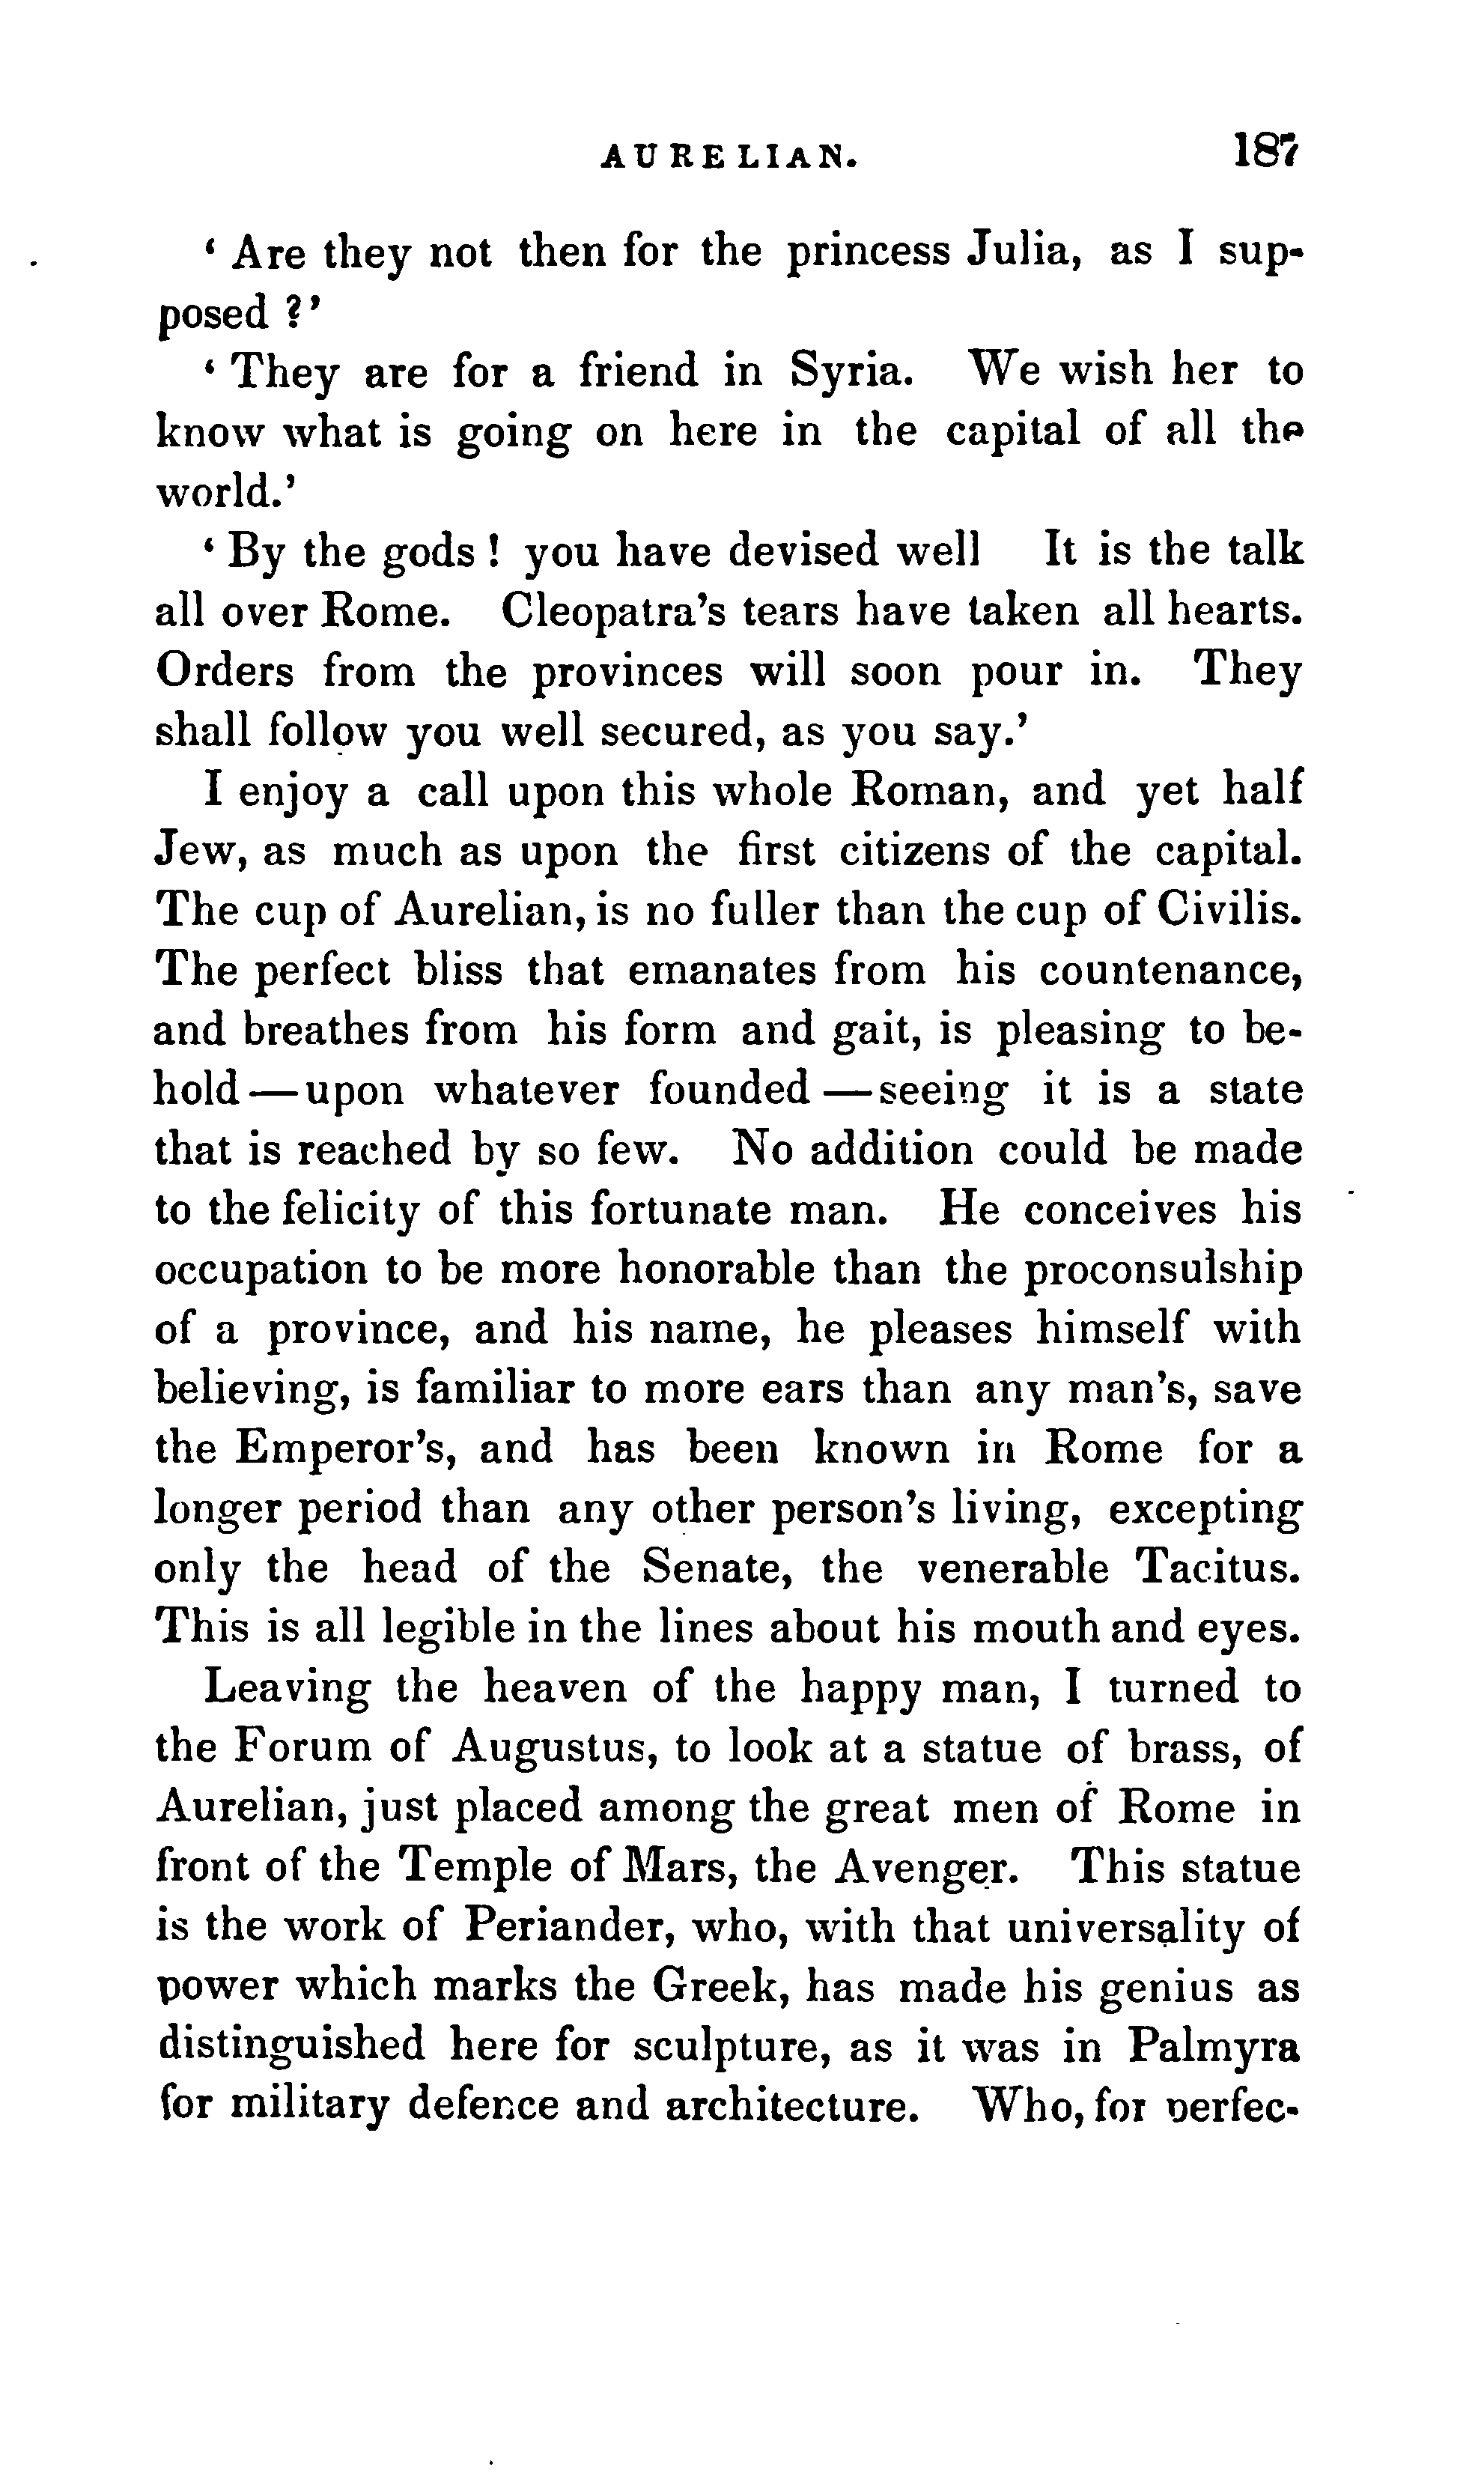 AURELIAN. 187
‘ Are they not then for the princess Julia, as I sup-
posed ?’
‘ They are for a friend in Syria. We wish her to
know what is going on here in the capital of all the
world.’
‘ By the gods ! you have devised well It is the talk
all over Rome. Cleopatra’s tears have taken all hearts.
Orders from the provinces will soon pour in. They
shall follow you well secured, as you say.’
I enjoy a call upon this whole Roman, and yet half
Jew, as much as upon the first citizens of the capital.
The cup of Aurelian, is no fuller than the cup of Civilis.
The perfect bliss that emanates from his countenance,
and breathes from his form and gait, is pleasing to be-
hold — upon whatever founded — seeing it is a state
that is reached by so few. No addition could be made
to the felicity of this fortunate man. He conceives his
occupation to be more honorable than the proconsulship
of a province, and his name, he pleases himself with
believing, is familiar to more ears than any man’s, save
the Emperor’s, and has been known in Rome for a
longer period than any other person’s living, excepting
only the head of the Senate, the venerable Tacitus.
This is all legible in the lines about his mouth and eyes.
Leaving the heaven of the happy man, I turned to
the Forum of Augustus, to look at a statue of brass, of
Aurelian, just placed among the great men of Rome in
front of the Temple of Mars, the Avenger. This statue
is the work of Periander, who, with that universality of
power which marks the Greek, has made his genius as
distinguished here for sculpture, as it was in Palmyra
for military defence and architecture. Who, for perfec-